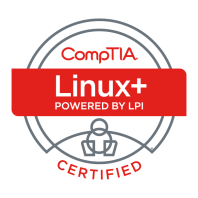 CompTIA.
Linux+
POWERED BY LPI
CERTIFIED